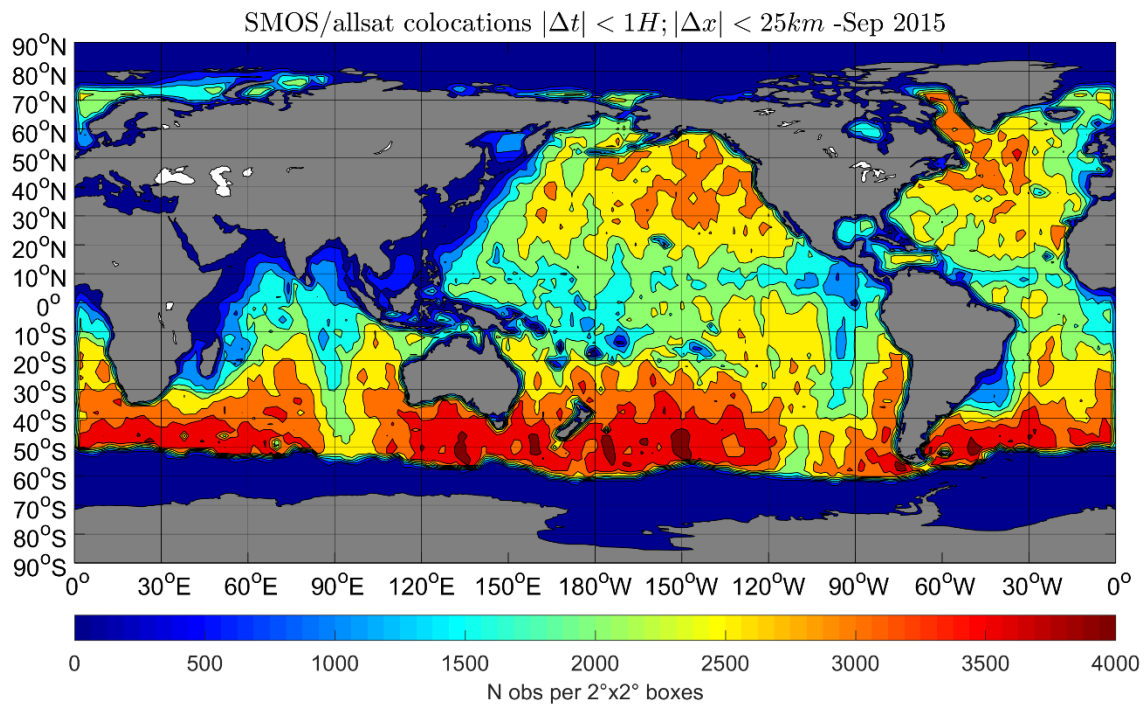 SMOS/allsat colocations |Δt| < 1H; |Δx| < 25km -Sep 2015
90°N
80°N
70°N
60°N
50°N
40°N
30°N
20°N
10°N
0°
10°S
20°S
30°S
40°S
50°S
60°S
70°S
80°S
90°S
0° 30°E 60°E 90°E 120°E 150°E 180°W 150°W 120°W 90°W 60°W 30°W 0°
0 500 1000 1500 2000 2500 3000 3500 4000
N obs per 2°x2° boxes